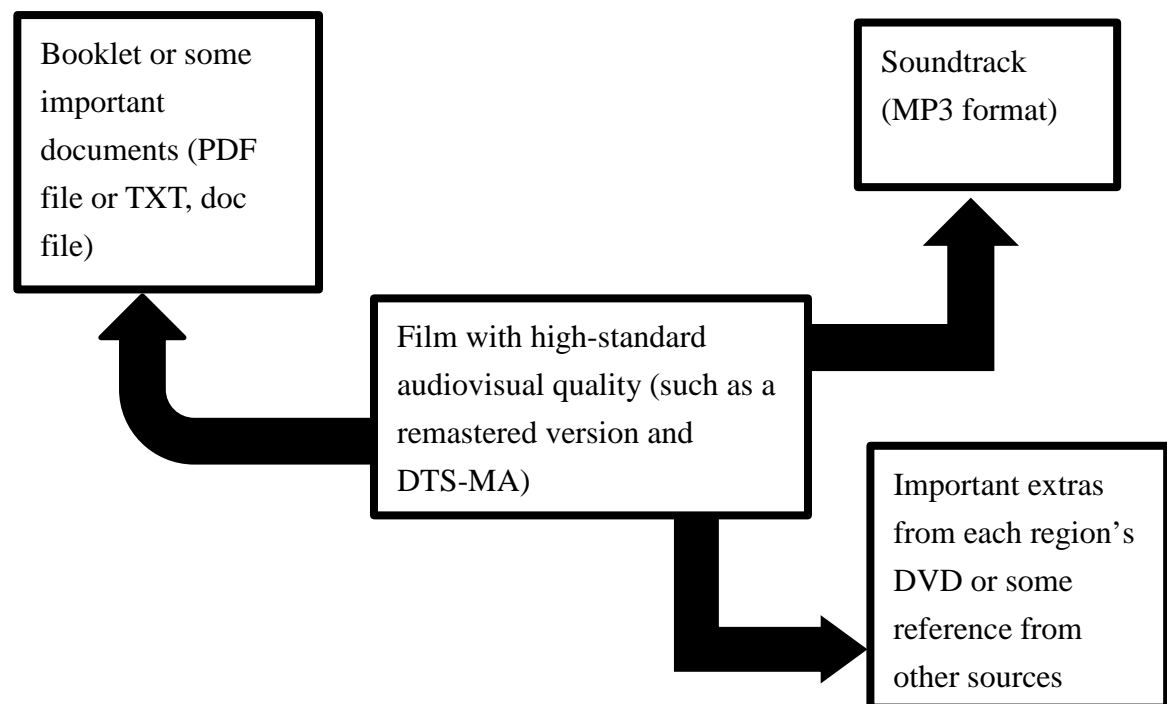 Booklet or some
important
documents (PDF
file or TXT, doc
file)
Soundtrack
(MP3 format)
Film with high-standard
audiovisual quality (such as a
remastered version and
DTS-MA)
Important extras
from each region’s
DVD or some
reference from
other sources